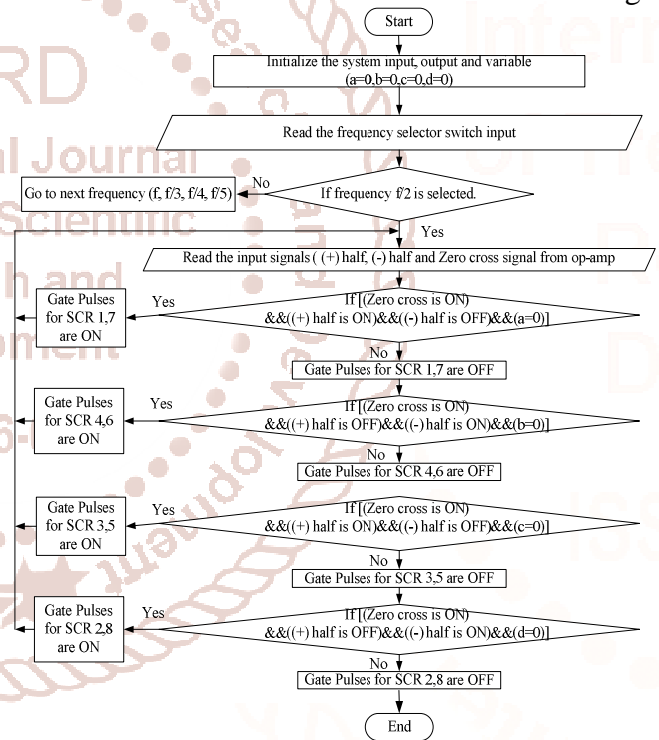 Start
Initialize the system input, output and variable
(a=0,b=0,c=0,d=0)
Read the frequency selector switch input
If frequency f/2 is selected.
No
Go to next frequency (f, f/3, f/4, f/5)
Yes
Read the input signals ( (+) half, (-) half and Zero cross signal from op-amp
If [(Zero cross is ON)
&&((+) half is ON)&&((-) half is OFF)&&(a=0)]
Yes
Gate Pulses
for SCR 1,7
are ON
No
Gate Pulses for SCR 1,7 are OFF
If [(Zero cross is ON)
&&((+) half is OFF)&&((-) half is ON)&&(b=0)]
Yes
Gate Pulses
for SCR 4,6
are ON
No
Gate Pulses for SCR 4,6 are OFF
If [(Zero cross is ON)
&&((+) half is ON)&&((-) half is OFF)&&(c=0)]
Yes
Gate Pulses
for SCR 3,5
are ON
No
Gate Pulses for SCR 3,5 are OFF
If [(Zero cross is ON)
&&((+) half is OFF)&&((-) half is ON)&&(d=0)]
Yes
Gate Pulses
for SCR 2,8
are ON
No
Gate Pulses for SCR 2,8 are OFF
End